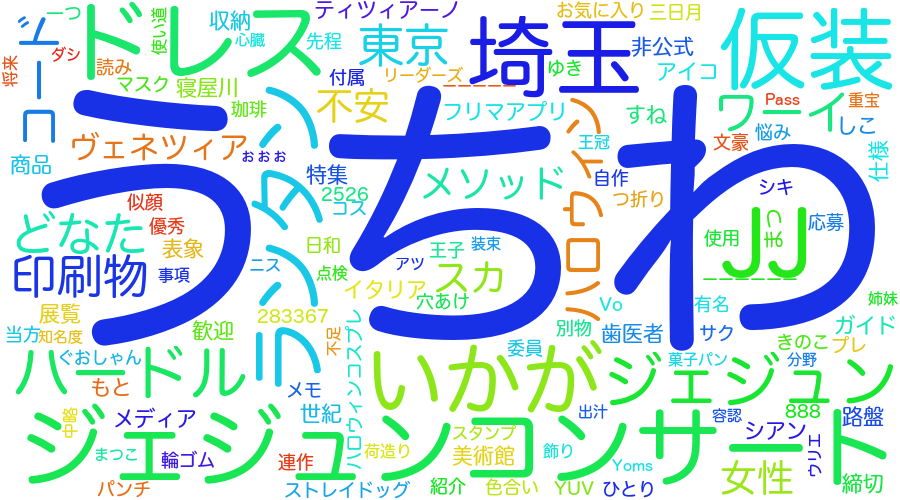 一つ
使い道
収納
ティツィアーノ
お気に入り
三日月
ドレス
心臓
先程
東京
埼玉
非公式
仮装
コード
ダシ
将来
読み
マスク
寝屋川
付属
リーダーズ
ゆき
アイコ
珈琲
不安
フリマアプリ
すね
ワーイ
Pass
重宝
しこ
悩み
文豪
ヴェネツィア
ぉぉぉ
ランタン
ハロウィン
王冠
商品
特集
メソッド
自作
仕様
うちわ
似顔
2526
コス
つ折り
シキ
優秀
どなた
表象
日和
王子
装束
使用
まつ
応募
JJ
印刷物
事項
ニス
点検
アツ
スカ
イタリア
穴あけ
Vo
有名
姉妹
展覧
283367
当方
知名度
歓迎
不足
別物
歯医者
サク
ガイド
ぐおしゃん
委員
きのこ
プレ
ハードル
もと
メモ
いかが
ジェジュン
菓子パン
分野
ハロウィンコスプレ
中留
メディア
世紀
出汁
容認
888
路盤
ジェジュンコンサート
スタンプ
シアン
まつこ
輪ゴム
連作
荷造り
美術館
飾り
Yoms
ウリエ
女性
パンチ
ストレイドッグ
紹介
色合い
YUV
ひとり
締切